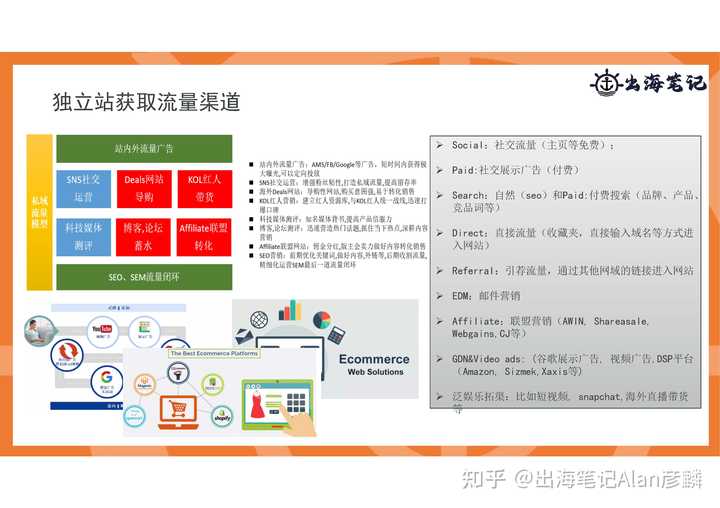 出海笔记
独立站获取流量渠道
私域
流量
模型
站内外流量广告
SNS社交
运营
Deals网站
导购
KOL红人
带货
科技媒体
测评
博客,论坛
蓄水
Affiliate联盟
转化
SEO、SEM流量闭环
■ 站内外流量广告：AMS/FB/Google等广告，短时间内获得极
大曝光,可以定向投放
■ SNS社交运营：增强粉丝粘性,打造私域流量,提高留存率
■ 海外Deals网站：导购性网站,购买意图强,易于转化销售
■ KOL红人营销：建立红人资源库,与KOL红人统一战线,迅速打
爆口碑
■ 科技媒体测评：知名媒体背书,提高产品信服力
■ 博客,论坛测评：迅速营造热门话题,抓住当下热点,深耕内容
营销
■ Affiliate联盟网站：佣金分红,版主会卖力做好内容转化销售
■ SEO营销：前期优化关键词,做好内容,外链等,后期收割流量,
精细化运营SEM最后一道流量闭环
➢ Social：社交流量（主页等免费）；
➢ Paid:社交展示广告（付费）
➢ Search：自然（seo）和Paid:付费搜索（品牌、产品、
竞品词等）
➢ Direct：直接流量（收藏夹，直接输入域名等方式进
入网站）
➢ Referral：引荐流量，通过其他网域的链接进入网站
➢ EDM：邮件营销
➢ Affiliate：联盟营销（AWIN, Shareasale,
Webgains,CJ等）
➢ GDN&Video ads:（谷歌展示广告, 视频广告,DSP平台
（Amazon, Sizmek,Xaxis等)
➢ 泛娱乐拓渠：比如短视频, snapchat,海外直播带货
等
YouTube
The Best Ecommerce Platforms
Magento
shopify
Ecommerce
Web Solutions
知乎 @出海笔记Alan彦麟